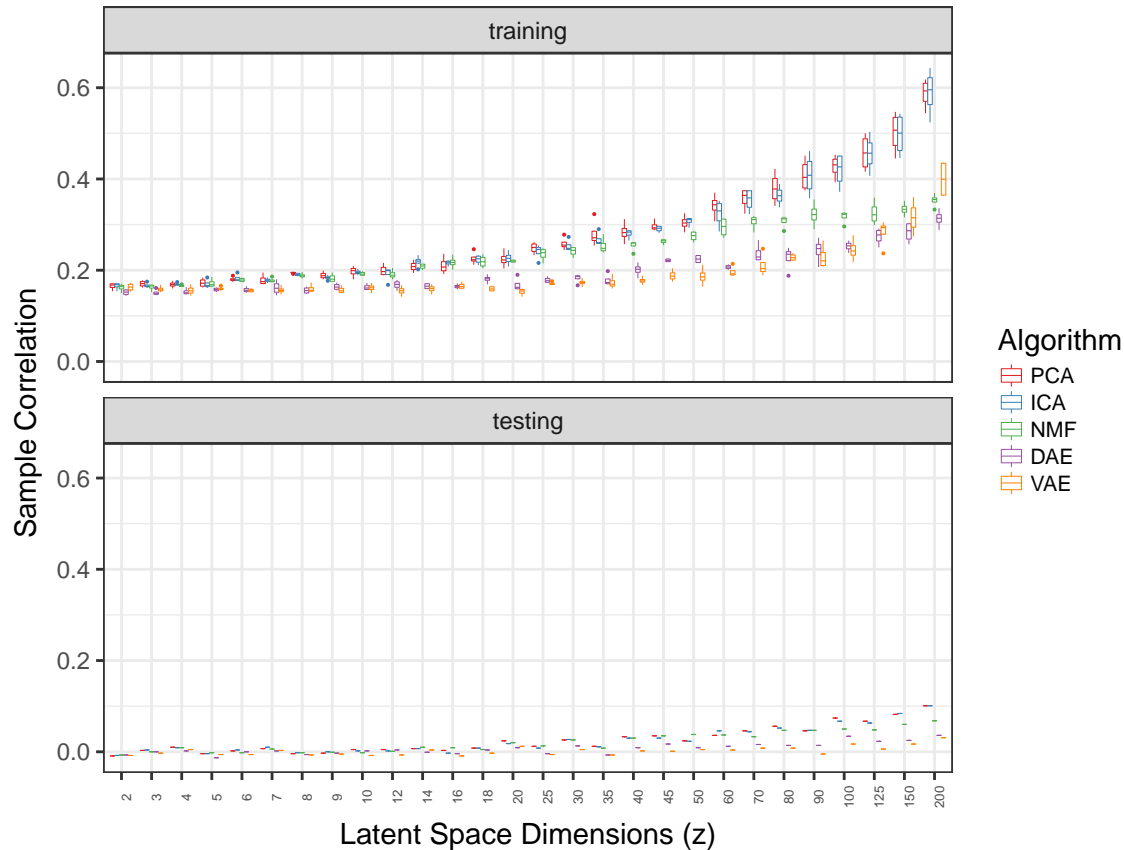 training
0.6
0.4
0.2
0.0
testing
0.6
0.4
0.2
0.0
Sample Correlation
2 3 4 5 6 7 8 9 10 12 14 16 18 20 25 30 35 40 45 50 60 70 80 90 100 125 150 200
Latent Space Dimensions (z)
Algorithm
PCA
ICA
NMF
DAE
VAE